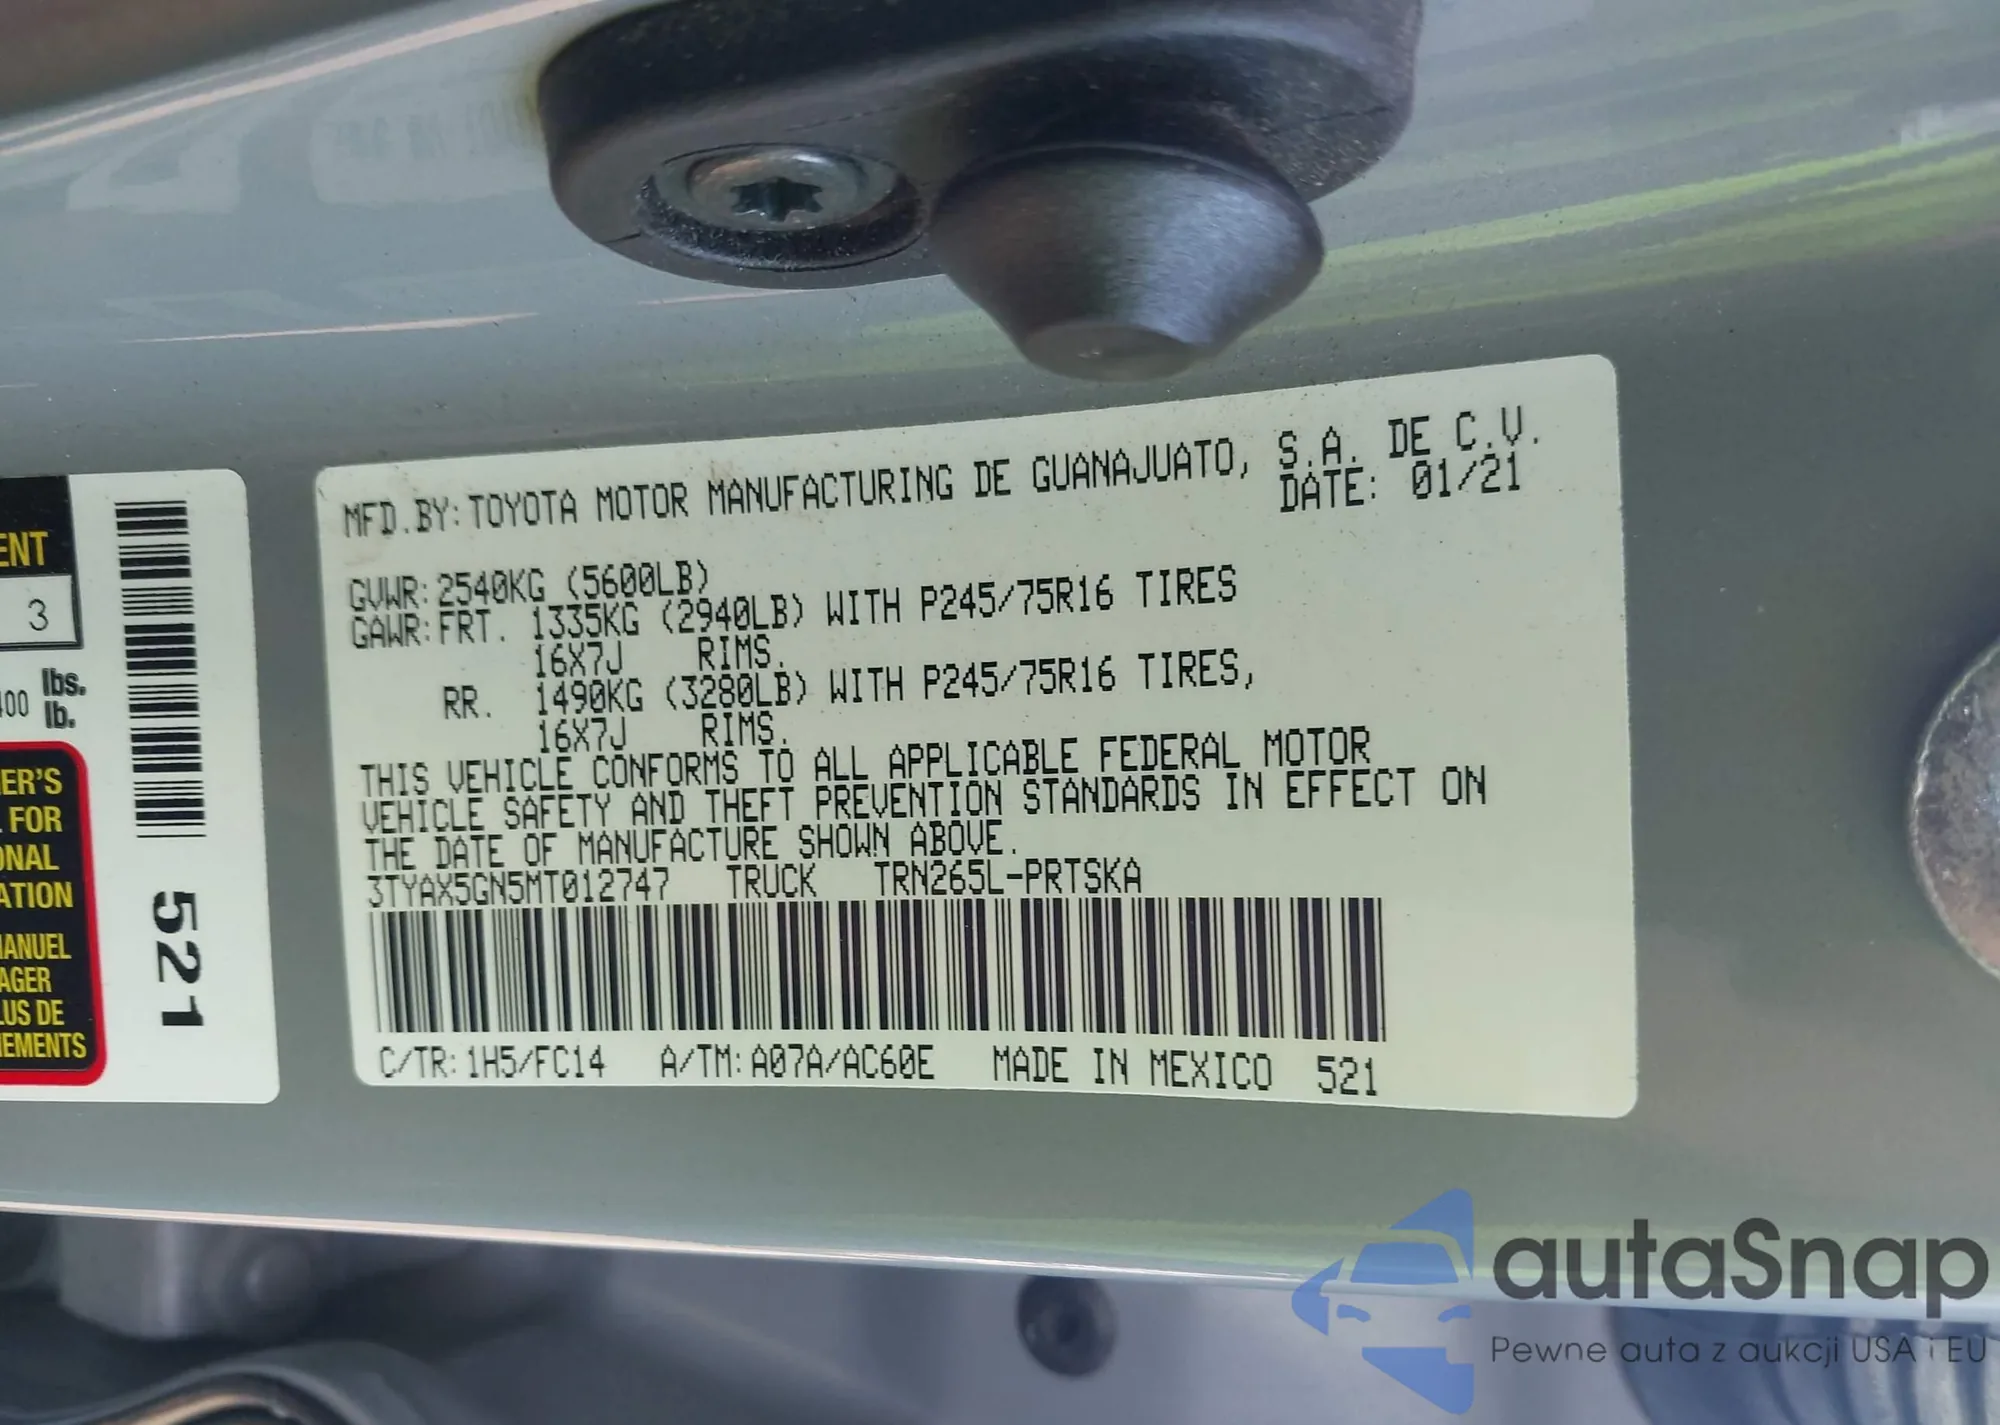 MFD.BY:TOYOTA MOTOR MANUFACTURING DE GUANAJUATO, S.A. DE C.V.
DATE: 01/21
GVWR:2540KG (5600LB)
GAWR:FRT. 1335KG (2940LB) WITH P245/75R16 TIRES
16X7J RIMS.
RR. 1490KG (3280LB) WITH P245/75R16 TIRES,
16X7J RIMS.
THIS VEHICLE CONFORMS TO ALL APPLICABLE FEDERAL MOTOR
VEHICLE SAFETY AND THEFT PREVENTION STANDARDS IN EFFECT ON
THE DATE OF MANUFACTURE SHOWN ABOVE.
3TYAX5GN5MT012747 TRUCK TRN265L-PRTSKA
C/TR:1H5/FC14 A/TM:A07A/AC60E MADE IN MEXICO 521
ENT
3
400 lbs.
lb.
ER'S
FOR
ONAL
ATION
MANUEL
AGER
LUS DE
NEMENTS
521
autaSnap
Pewne auta z aukcji USA i EU